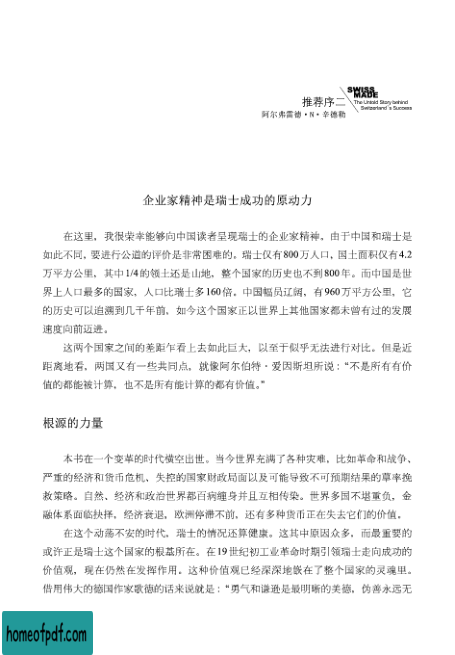 推荐序二
阿尔弗雷德·N·辛德勒
SWISS
MADE
The Untold Story behind
Switzerland's Success
企业家精神是瑞士成功的原动力
在这里，我很荣幸能够向中国读者呈现瑞士的企业家精神。由于中国和瑞士是
如此不同，要进行公道的评价是非常困难的。瑞士仅有800万人口，国土面积仅有4.2
万平方公里，其中1/4的领土还是山地，整个国家的历史也不到800年。而中国是世
界上人口最多的国家，人口比瑞士多160倍。中国幅员辽阔，有960万平方公里，它
的历史可以追溯到几千年前，如今这个国家正以世界上其他国家都未曾有过的发展
速度向前迈进。
这两个国家之间的差距乍看上去如此巨大，以至于似乎无法进行对比。但是近
距离地看，两国又有一些共同点，就像阿尔伯特·爱因斯坦所说：“不是所有有价
值的都能被计算，也不是所有能计算的都有价值。”
根源的力量
本书在一个变革的时代横空出世。当今世界充满了各种灾难，比如革命和战争、
严重的经济和货币危机、失控的国家财政局面以及可能导致不可预期结果的草率挽
救策略。自然、经济和政治世界都百病缠身并且互相传染。世界多国不堪重负，金
融体系面临抉择，经济衰退，欧洲停滞不前，还有多种货币正在失去它们的价值。
在这个动荡不安的时代，瑞士的情况还算健康。这其中原因众多，而最重要的
或许正是瑞士这个国家的根基所在。在19世纪初工业革命时期引领瑞士走向成功的
价值观，现在仍然在发挥作用。这种价值观已经深深地嵌在了整个国家的灵魂里。
借用伟大的德国作家歌德的话来说就是：“勇气和谦逊是最明晰的美德，伪善永远无
homeofpdf.com